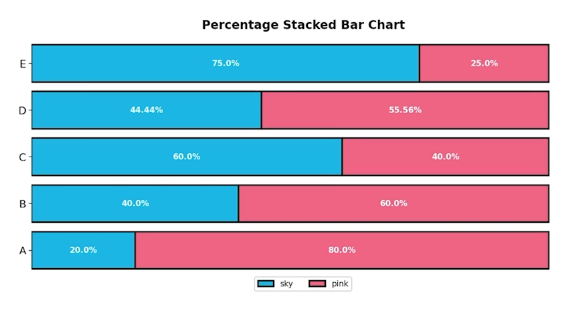 Percentage Stacked Bar Chart
E 75.0% 25.0%
D 44.44% 55.56%
C 60.0% 40.0%
B 40.0% 60.0%
A 20.0% 80.0%
sky pink